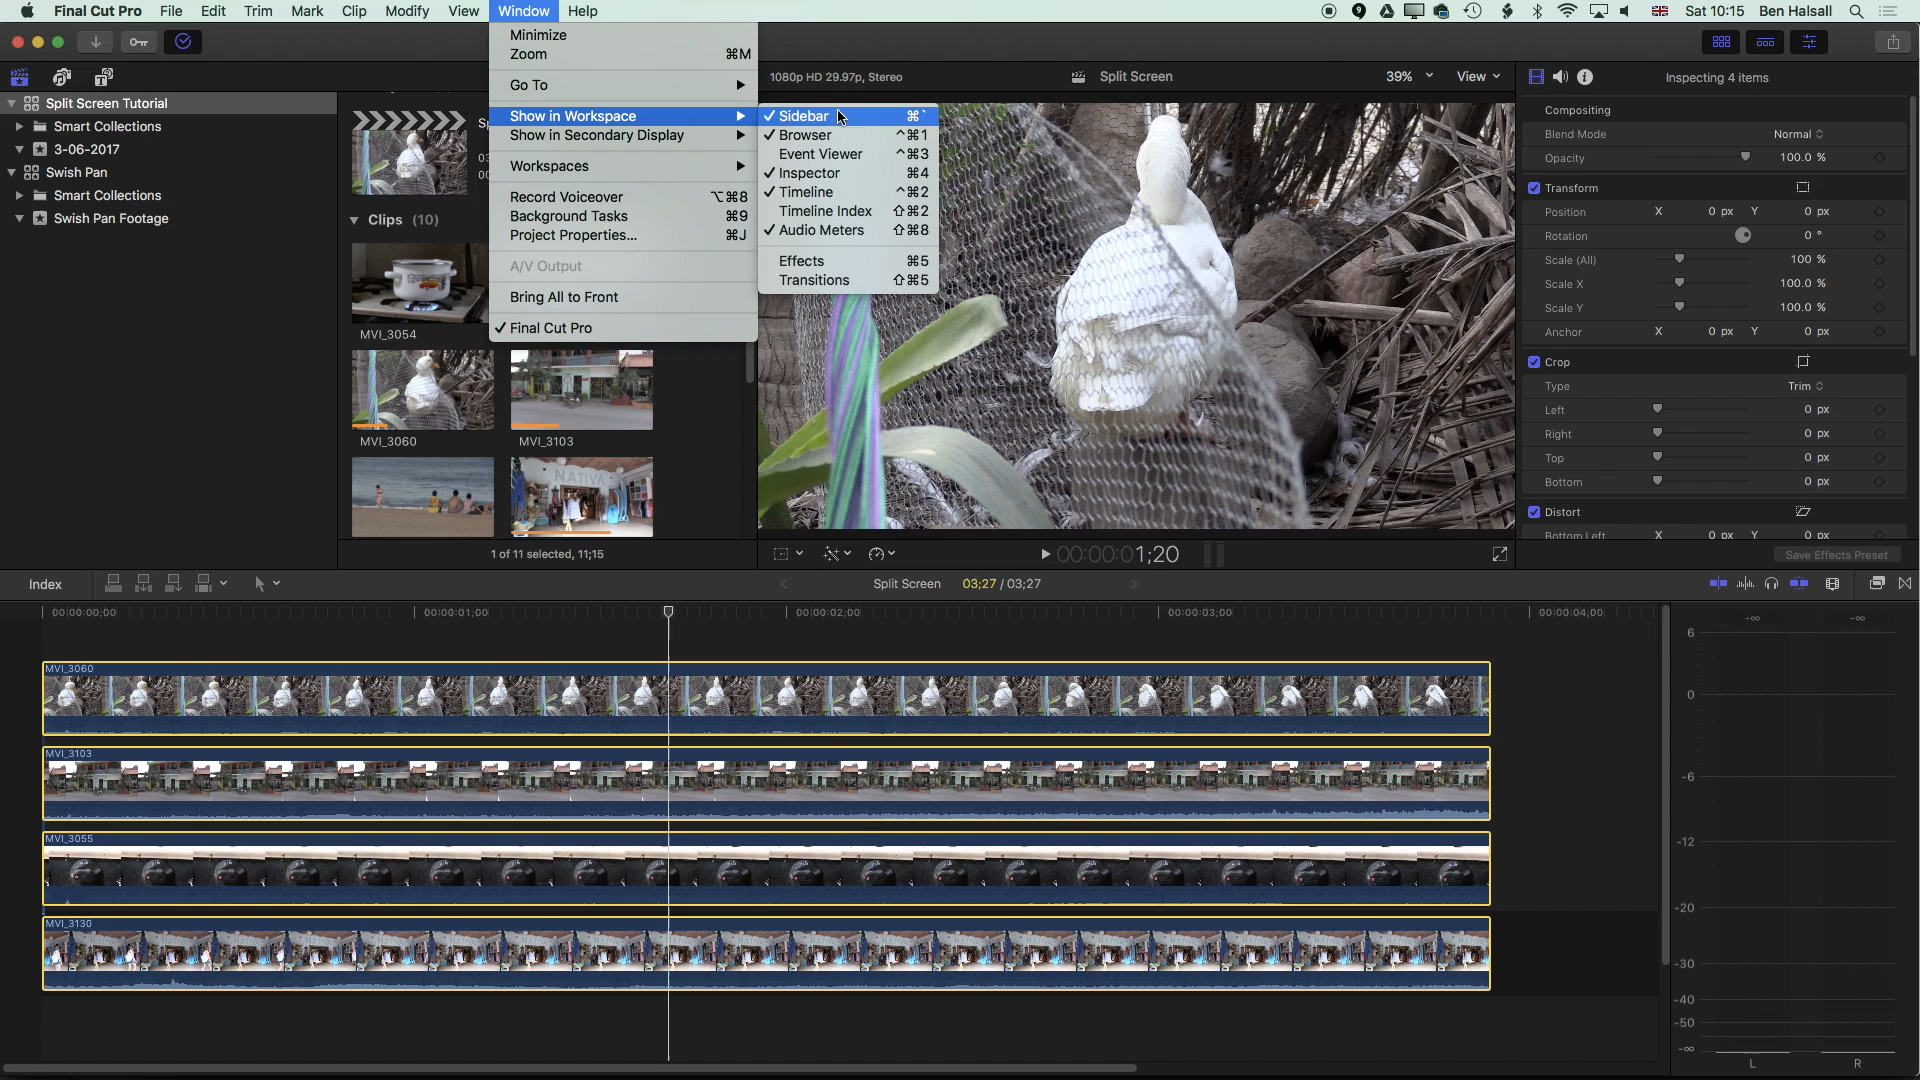 Final Cut Pro File Edit Trim Mark Clip Modify View Window Help
Sat 10:15 Ben Halsall
Minimize
Zoom ⌘M
Go To
Show in Workspace
Show in Secondary Display
Workspaces
Record Voiceover ⌥⌘8
Background Tasks ⌘9
Project Properties... ⌘J
A/V Output
Bring All to Front
✓ Final Cut Pro
✓ Sidebar ⌘`
✓ Browser ^⌘1
Event Viewer ^⌘3
✓ Inspector ⌘4
✓ Timeline ^⌘2
Timeline Index ⇧⌘2
✓ Audio Meters ⇧⌘8
Effects ⌘5
Transitions ⇧⌘5
Split Screen Tutorial
Smart Collections
3-06-2017
Swish Pan
Smart Collections
Swish Pan Footage
Clips (10)
MVI_3054
MVI_3060 MVI_3103
NATIVA
1 of 11 selected, 11;15
1080p HD 29.97p, Stereo Split Screen 39% View
00:00:01;20
Inspecting 4 items
Compositing
Blend Mode Normal
Opacity 100.0 %
Transform
Position X 0 px Y 0 px
Rotation 0 °
Scale (All) 100 %
Scale X 100.0 %
Scale Y 100.0 %
Anchor X 0 px Y 0 px
Crop
Type Trim
Left 0 px
Right 0 px
Top 0 px
Bottom 0 px
Distort
Bottom Left X 0 px Y 0 px
Save Effects Preset
Index Split Screen 03;27 / 03;27
00:00:00;00 00:00:01;00 00:00:02;00 00:00:03;00 00:00:04;00
MVI_3060
MVI_3103
MVI_3055
MVI_3130
-∞ -∞
6
0
-6
-12
-20
-30
-40
-50
-∞
L R